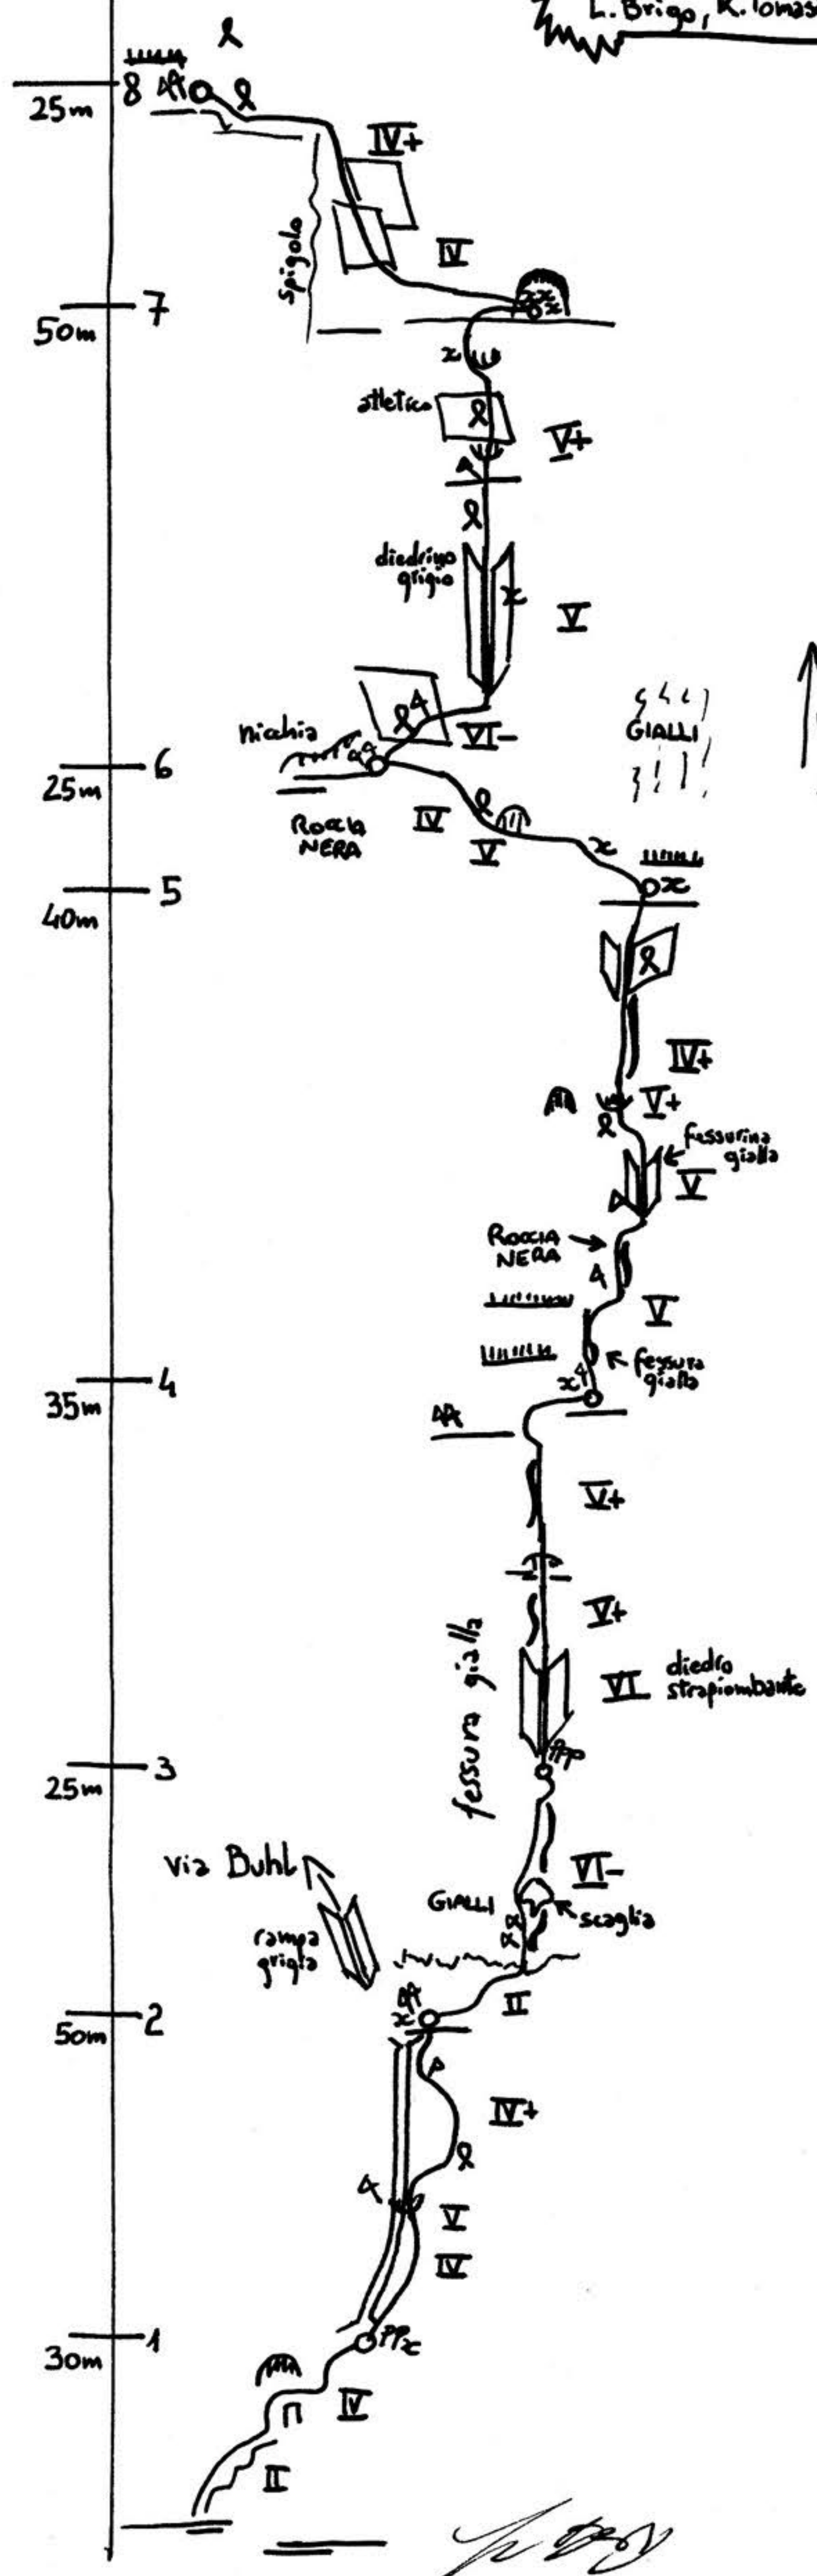 L. Brigo, K. Tomas
8
25m
IV+
spigolo
IV
7
50m
atletico
V+
diedrino
grigio
V
nicchia
VI-
GIALLI
6
25m
ROCCIA
NERA
IV
V
5
40m
IV+
V+
fessurina
gialla
V
ROCCIA
NERA
V
fessura
gialla
4
35m
V+
V+
fessura gialla
VI
diedro
strapiombante
3
25m
via Buhl
VI-
GIALLI
scaglia
rampa
grigia
II
2
50m
IV+
V
IV
1
30m
IV
II